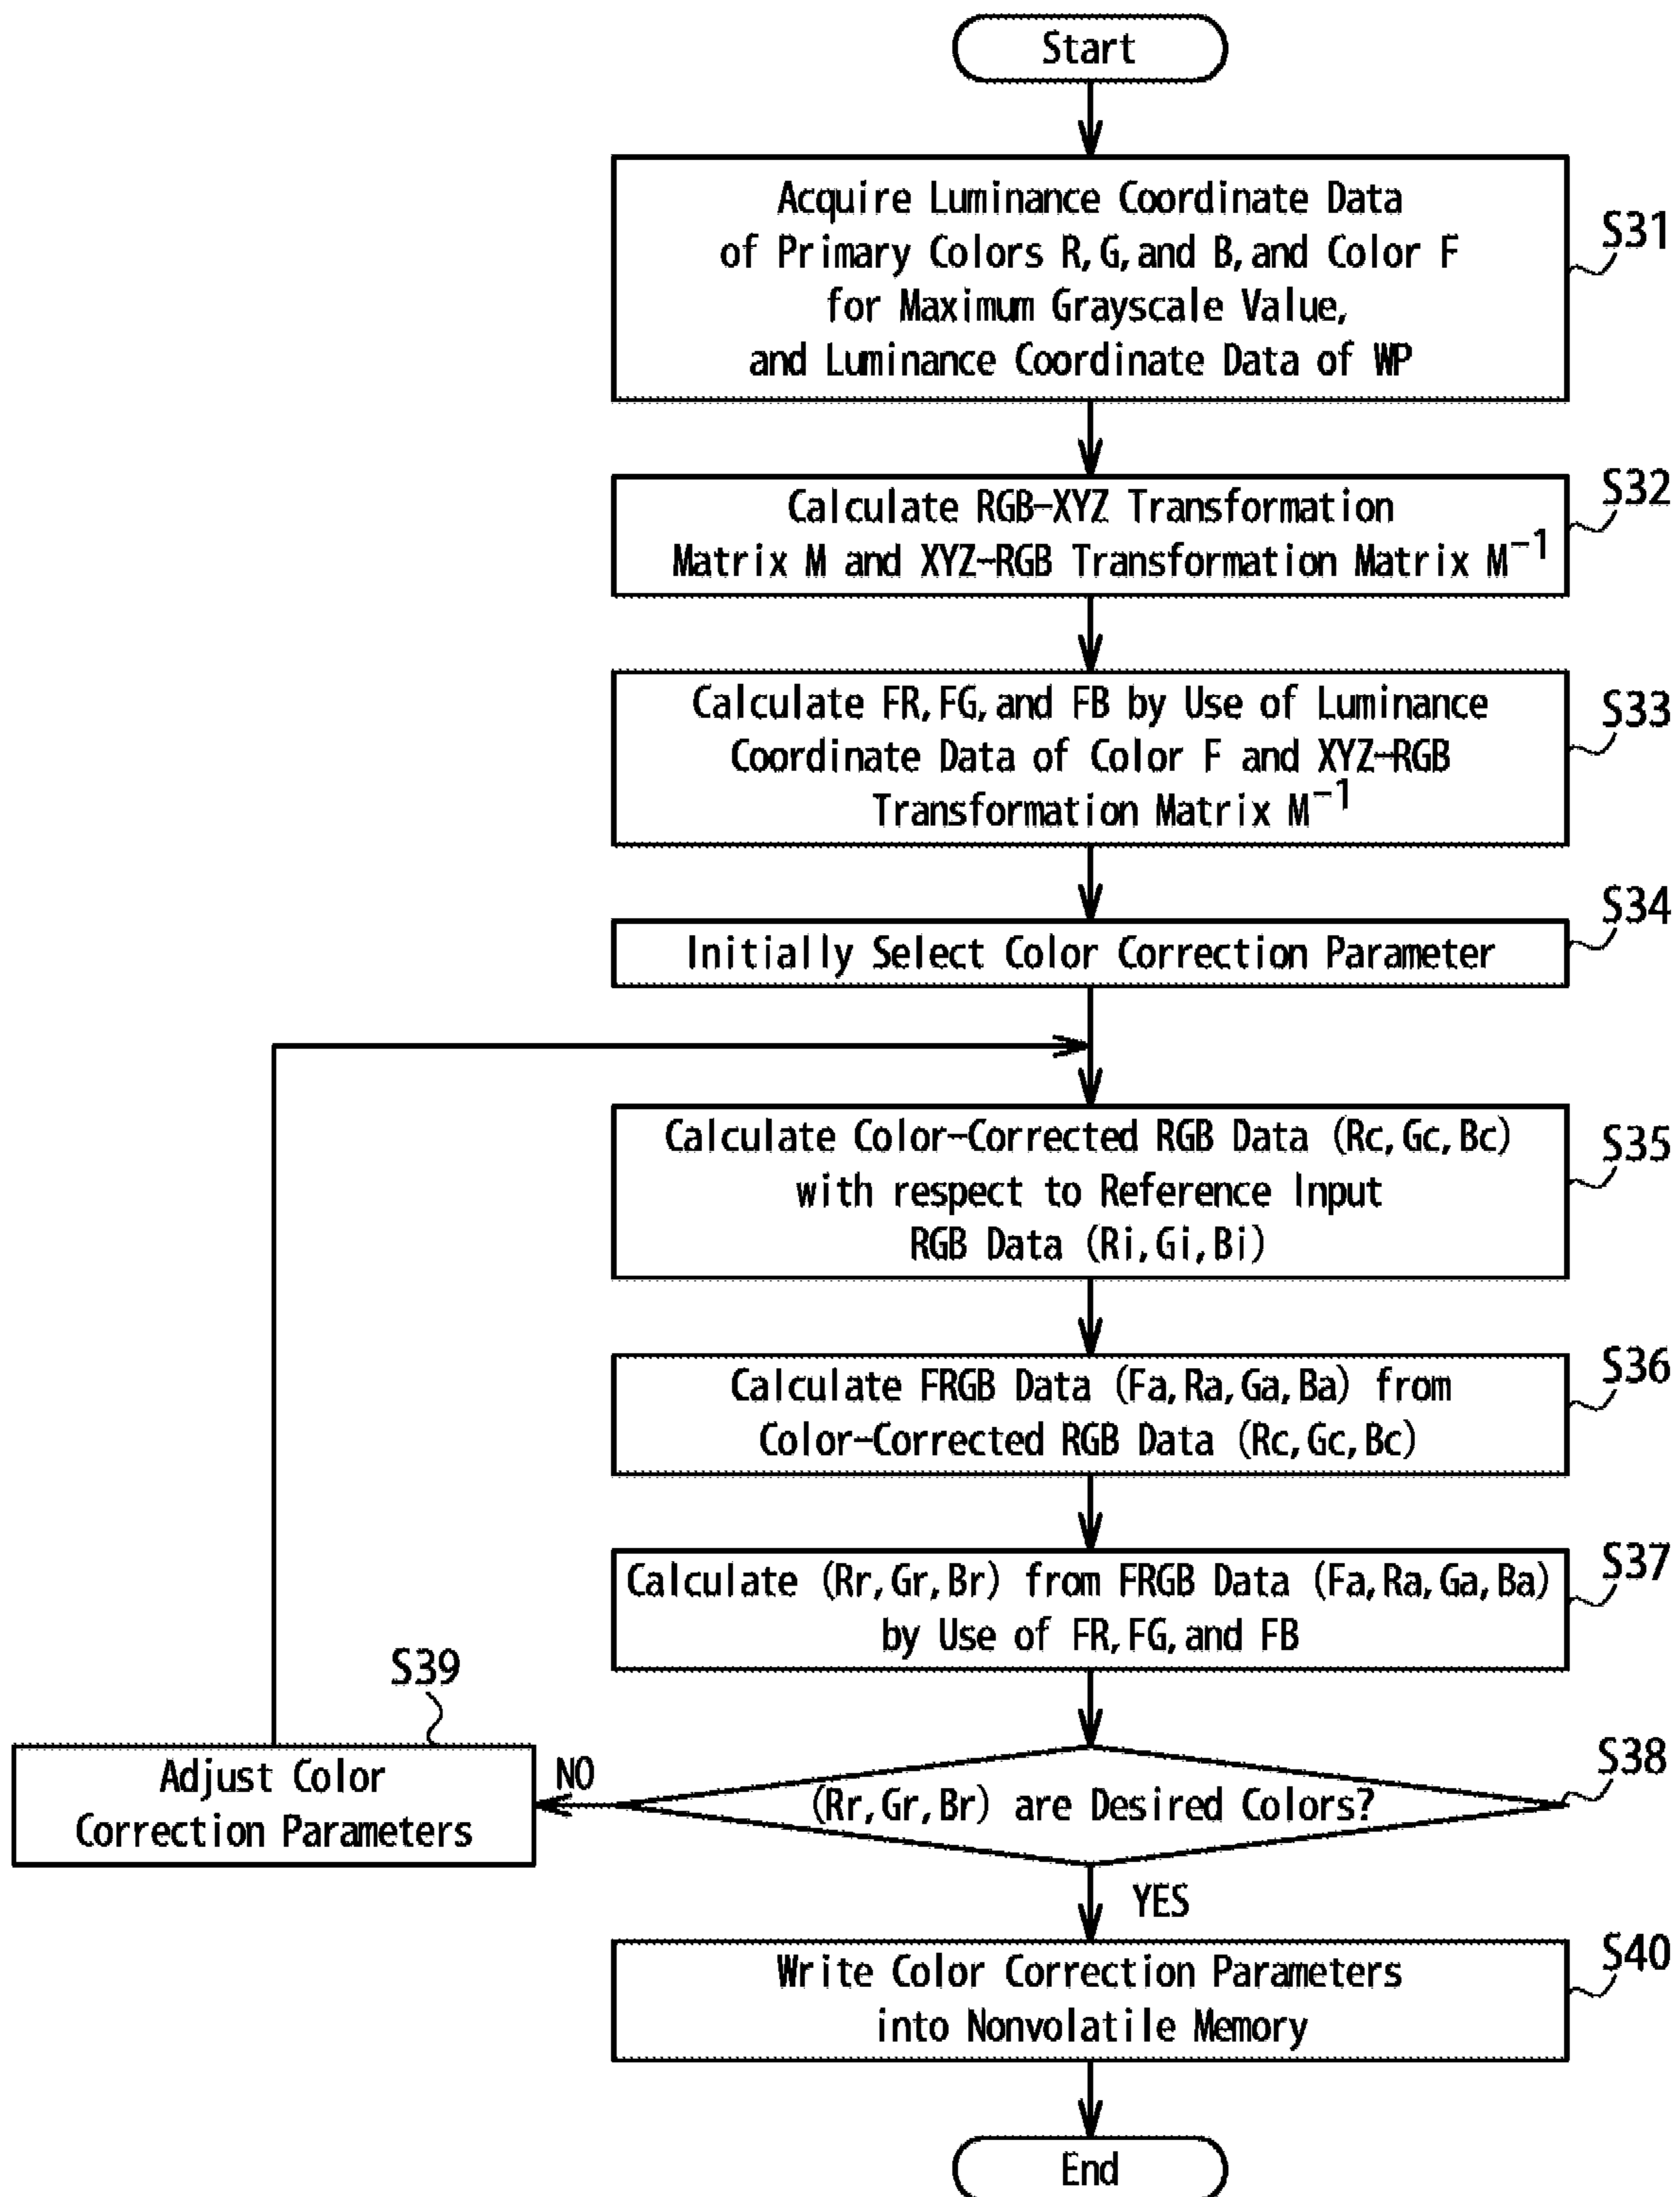 Start
Acquire Luminance Coordinate Data
of Primary Colors R,G,and B,and Color F
for Maximum Grayscale Value,
and Luminance Coordinate Data of WP
S31
Calculate RGB-XYZ Transformation
Matrix M and XYZ-RGB Transformation Matrix M⁻¹
S32
Calculate FR,FG,and FB by Use of Luminance
Coordinate Data of Color F and XYZ-RGB
Transformation Matrix M⁻¹
S33
Initially Select Color Correction Parameter
S34
Calculate Color-Corrected RGB Data (Rc,Gc,Bc)
with respect to Reference Input
RGB Data (Ri,Gi,Bi)
S35
Calculate FRGB Data (Fa,Ra,Ga,Ba) from
Color-Corrected RGB Data (Rc,Gc,Bc)
S36
Calculate (Rr,Gr,Br) from FRGB Data (Fa,Ra,Ga,Ba)
by Use of FR,FG,and FB
S37
(Rr,Gr,Br) are Desired Colors?
S38
NO
S39
Adjust Color
Correction Parameters
YES
Write Color Correction Parameters
into Nonvolatile Memory
S40
End